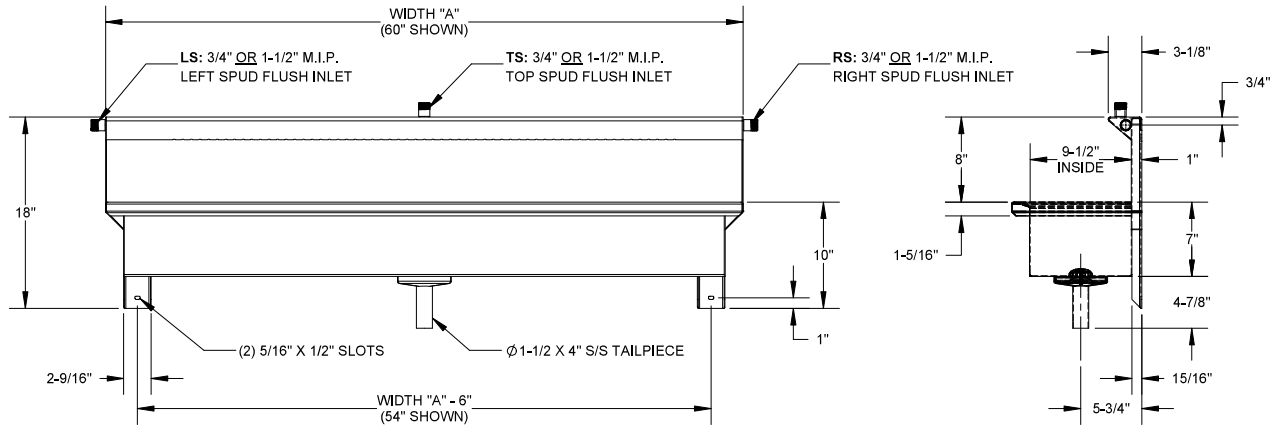 WIDTH "A"
(60" SHOWN)
LS: 3/4" OR 1-1/2" M.I.P.
LEFT SPUD FLUSH INLET
TS: 3/4" OR 1-1/2" M.I.P.
TOP SPUD FLUSH INLET
RS: 3/4" OR 1-1/2" M.I.P.
RIGHT SPUD FLUSH INLET
3-1/8"
3/4"
8"
9-1/2"
INSIDE
1"
18"
10"
1-5/16"
7"
4-7/8"
1"
(2) 5/16" X 1/2" SLOTS
Ø1-1/2 X 4" S/S TAILPIECE
2-9/16"
15/16"
WIDTH "A" - 6"
(54" SHOWN)
5-3/4"